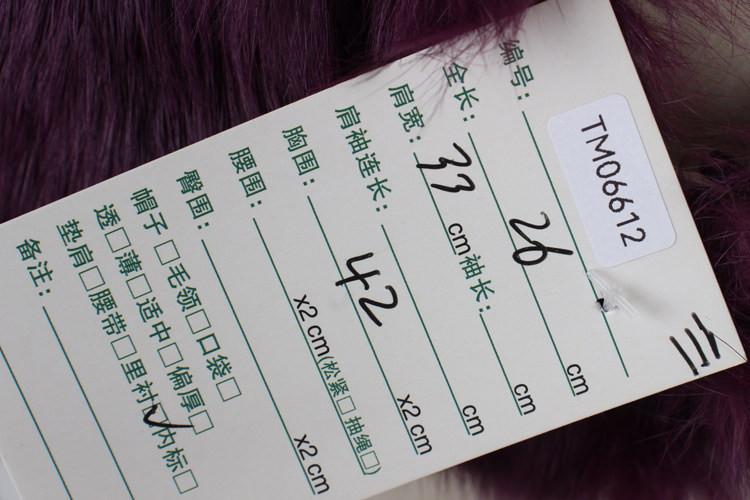 编号: TM06612
全长: 26 cm
肩宽: 33 cm 袖长: cm
肩袖连长: cm
胸围: 42 x2 cm
腰围: x2 cm(松紧□ 抽绳□)
臀围: x2 cm
帽子 □毛领□口袋□
透□薄□适中□偏厚□
垫肩□腰带□里衬☑内标□
备注:
三